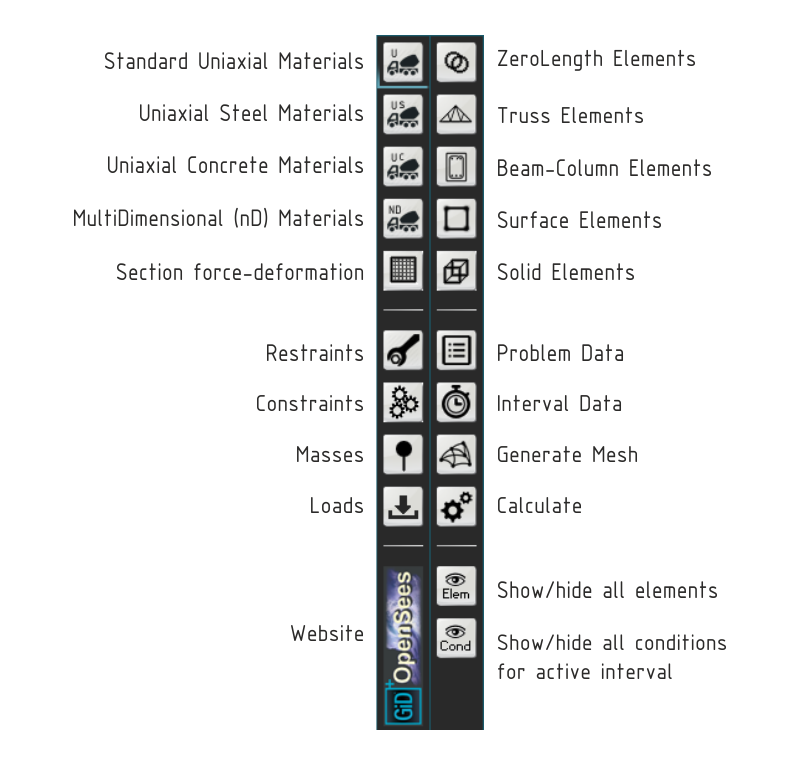 Standard Uniaxial Materials
U
ZeroLength Elements
Uniaxial Steel Materials
US
Truss Elements
Uniaxial Concrete Materials
UC
Beam-Column Elements
MultiDimensional (nD) Materials
ND
Surface Elements
Section force-deformation
Solid Elements
Restraints
Problem Data
Constraints
Interval Data
Masses
Generate Mesh
Loads
Calculate
Website
GiD+OpenSees
Elem
Show/hide all elements
Cond
Show/hide all conditions
for active interval